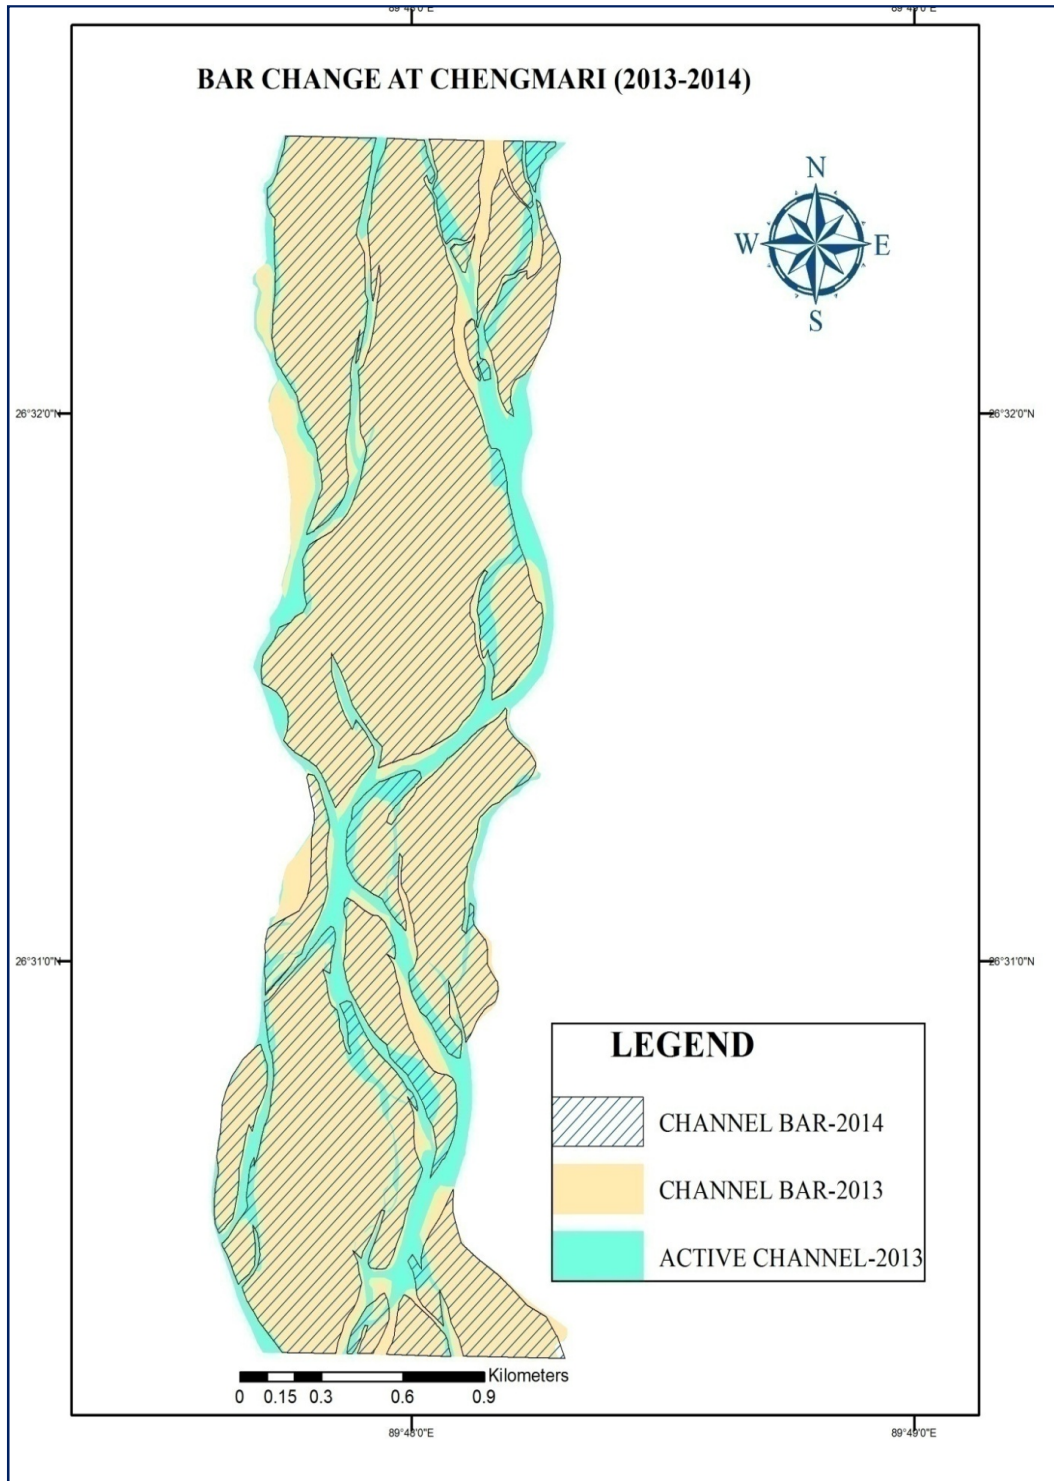 BAR CHANGE AT CHENGMARI (2013-2014)
N
W E
S
26°32'0"N 26°32'0"N
26°31'0"N 26°31'0"N
LEGEND
CHANNEL BAR-2014
CHANNEL BAR-2013
ACTIVE CHANNEL-2013
Kilometers
0 0.15 0.3 0.6 0.9
89°48'0"E 89°49'0"E